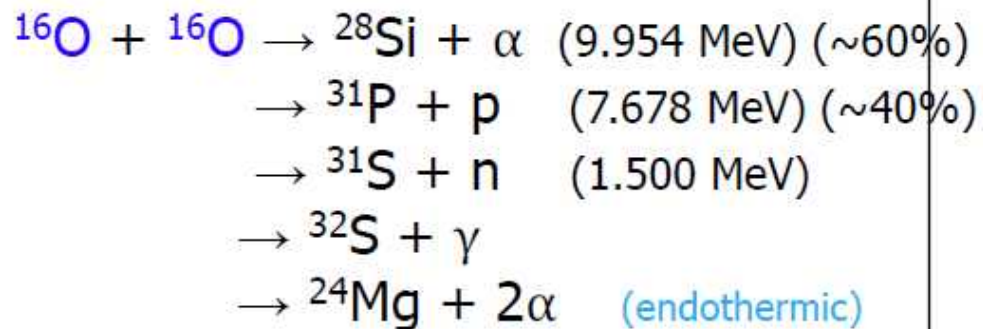 ¹⁶O + ¹⁶O → ²⁸Si + α (9.954 MeV) (~60%)
→ ³¹P + p (7.678 MeV) (~40%)
→ ³¹S + n (1.500 MeV)
→ ³²S + γ
→ ²⁴Mg + 2α (endothermic)